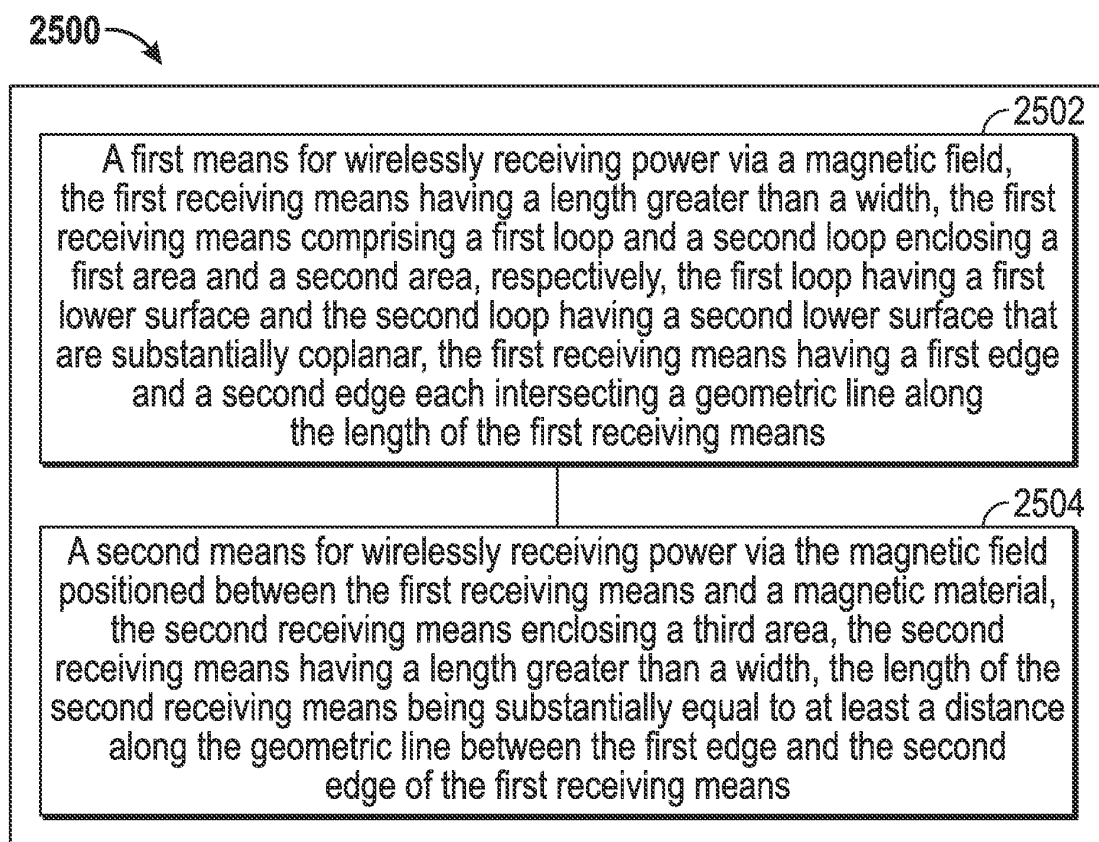 2500
2502
A first means for wirelessly receiving power via a magnetic field,
the first receiving means having a length greater than a width, the first
receiving means comprising a first loop and a second loop enclosing a
first area and a second area, respectively, the first loop having a first
lower surface and the second loop having a second lower surface that
are substantially coplanar, the first receiving means having a first edge
and a second edge each intersecting a geometric line along
the length of the first receiving means
2504
A second means for wirelessly receiving power via the magnetic field
positioned between the first receiving means and a magnetic material,
the second receiving means enclosing a third area, the second
receiving means having a length greater than a width, the length of the
second receiving means being substantially equal to at least a distance
along the geometric line between the first edge and the second
edge of the first receiving means